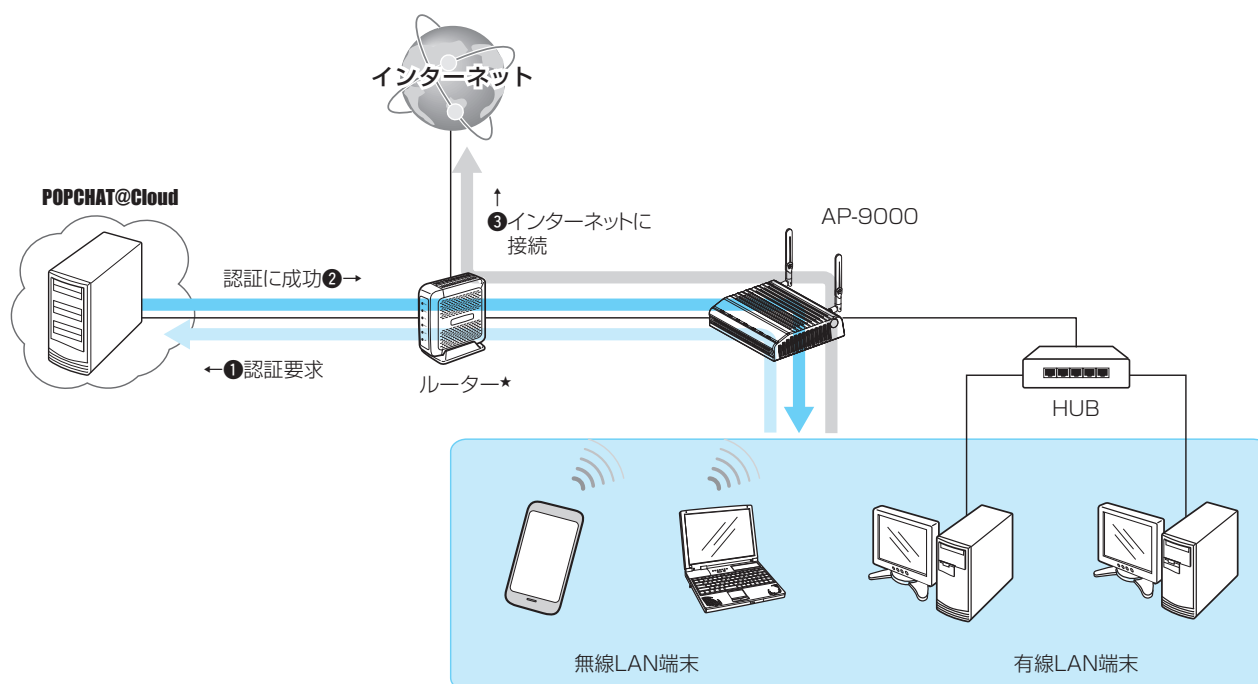 インターネット
POPCHAT@Cloud
↑
❸インターネットに
接続
AP-9000
認証に成功❷→
←❶認証要求
ルーター★
HUB
無線LAN端末
有線LAN端末